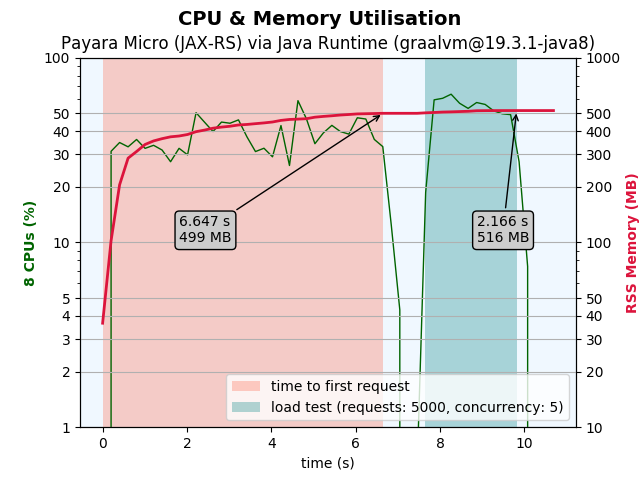 CPU & Memory Utilisation
Payara Micro (JAX-RS) via Java Runtime (graalvm@19.3.1-java8)
100
50
40
30
20
10
5
4
3
2
1
8 CPUs (%)
1000
500
400
300
200
100
50
40
30
20
10
RSS Memory (MB)
6.647 s
499 MB
2.166 s
516 MB
time to first request
load test (requests: 5000, concurrency: 5)
0
2
4
6
8
10
time (s)